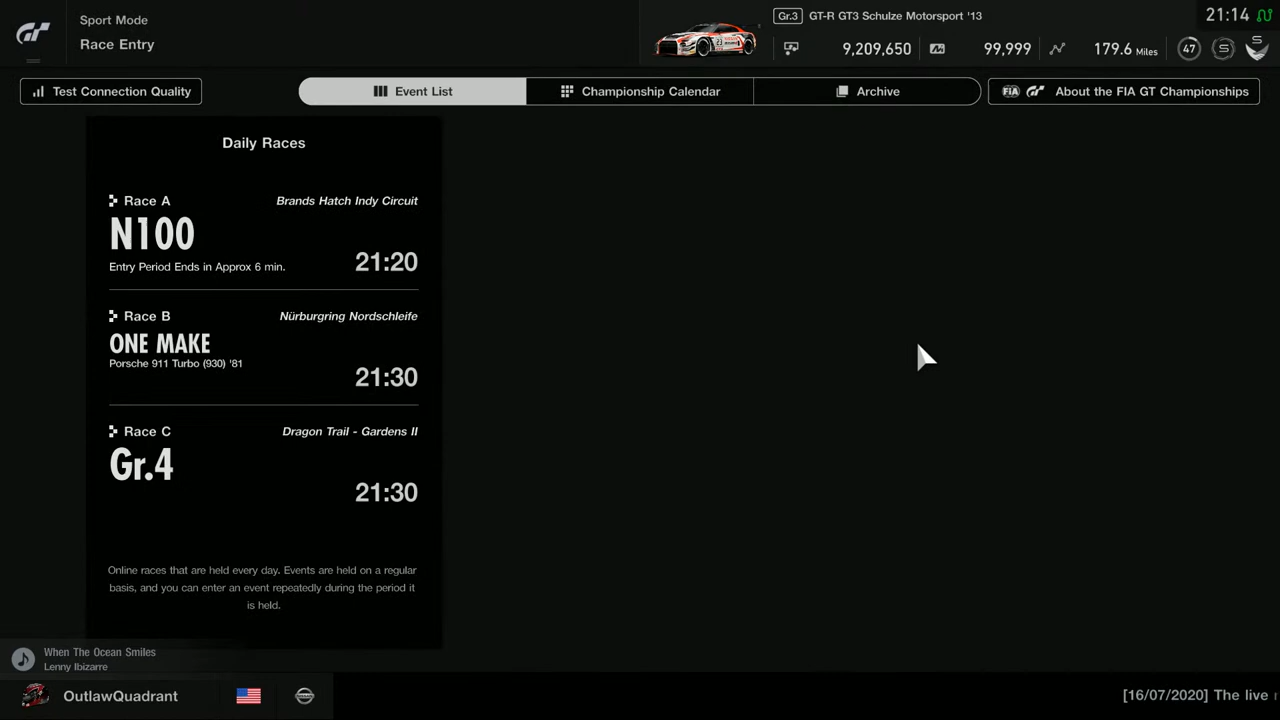 Sport Mode
Race Entry
Gr.3 GT-R GT3 Schulze Motorsport '13
21:14
9,209,650
99,999
179.6 Miles
47
S
S
Test Connection Quality
Event List
Championship Calendar
Archive
FIA GT About the FIA GT Championships
Daily Races
Race A Brands Hatch Indy Circuit
N100
Entry Period Ends in Approx 6 min. 21:20
Race B Nürburgring Nordschleife
ONE MAKE
Porsche 911 Turbo (930) '81
21:30
Race C Dragon Trail - Gardens II
Gr.4
21:30
Online races that are held every day. Events are held on a regular
basis, and you can enter an event repeatedly during the period it
is held.
When The Ocean Smiles
Lenny Ibizarre
OutlawQuadrant
[16/07/2020] The live